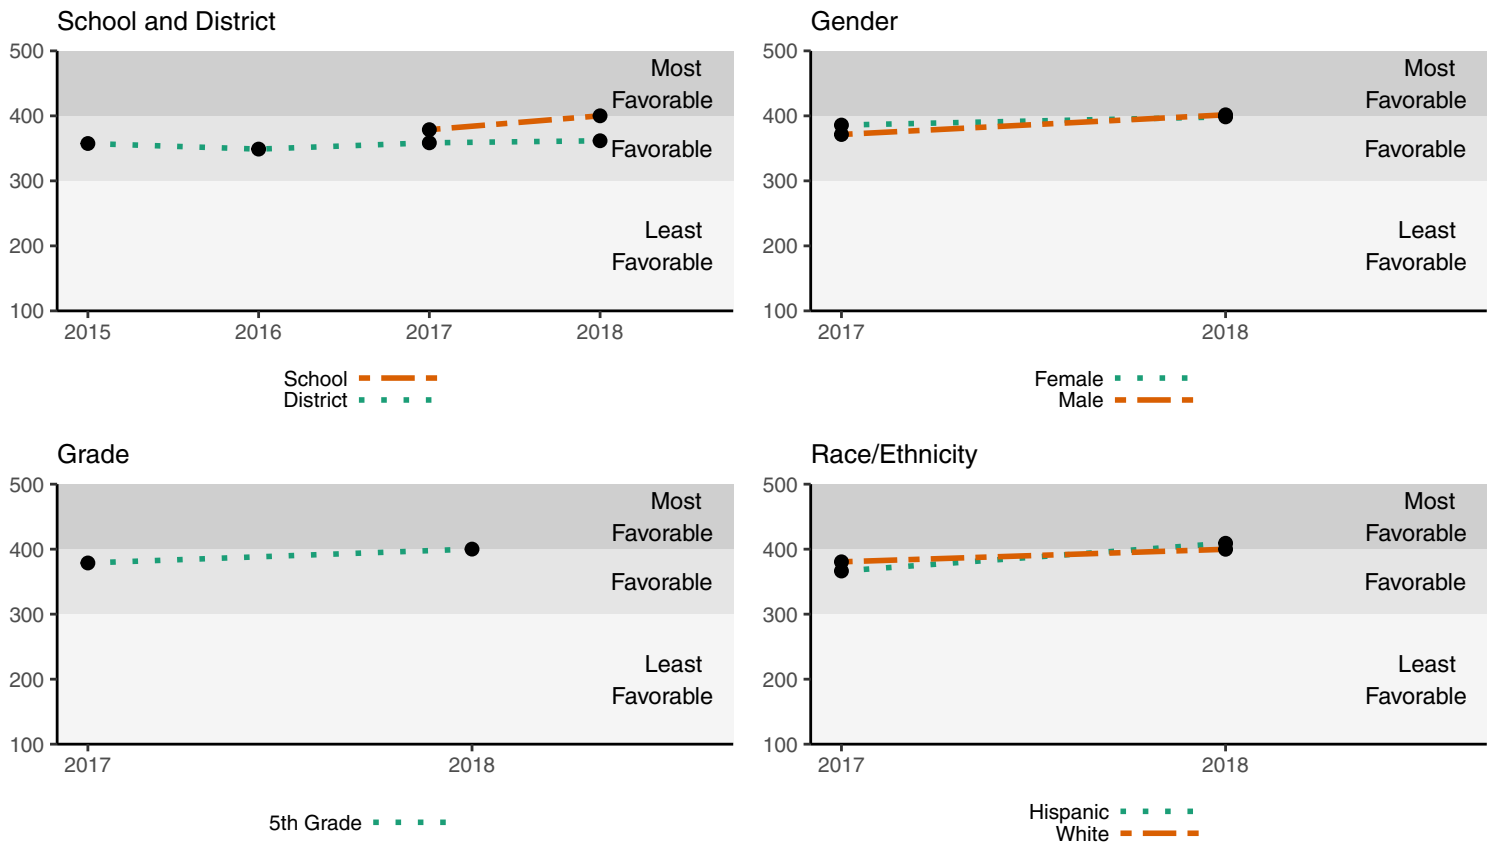 School and District
500
400
300
200
100
Most
Favorable
Favorable
Least
Favorable
2015 2016 2017 2018
School
District
Gender
500
400
300
200
100
Most
Favorable
Favorable
Least
Favorable
2017 2018
Female
Male
Grade
500
400
300
200
100
Most
Favorable
Favorable
Least
Favorable
2017 2018
5th Grade
Race/Ethnicity
500
400
300
200
100
Most
Favorable
Favorable
Least
Favorable
2017 2018
Hispanic
White